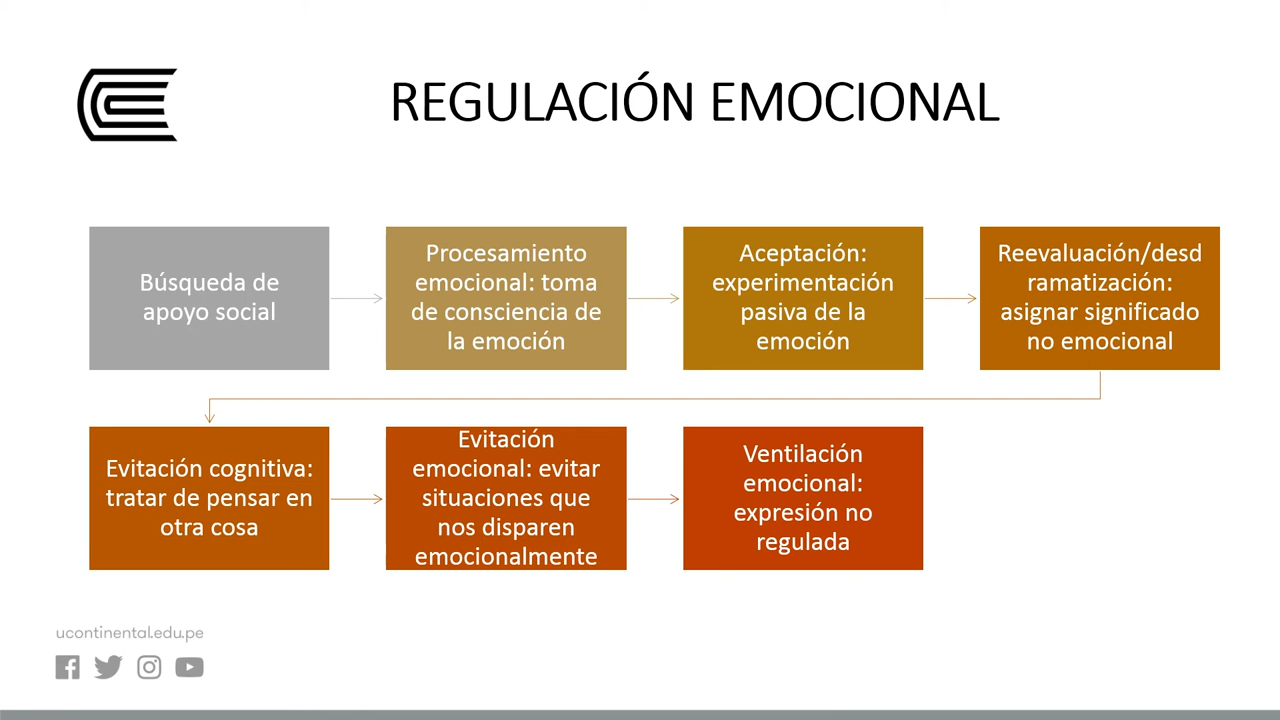 REGULACIÓN EMOCIONAL
Búsqueda de
apoyo social
Procesamiento
emocional: toma
de consciencia de
la emoción
Aceptación:
experimentación
pasiva de la
emoción
Reevaluación/desd
ramatización:
asignar significado
no emocional
Evitación cognitiva:
tratar de pensar en
otra cosa
Evitación
emocional: evitar
situaciones que
nos disparen
emocionalmente
Ventilación
emocional:
expresión no
regulada
ucontinental.edu.pe